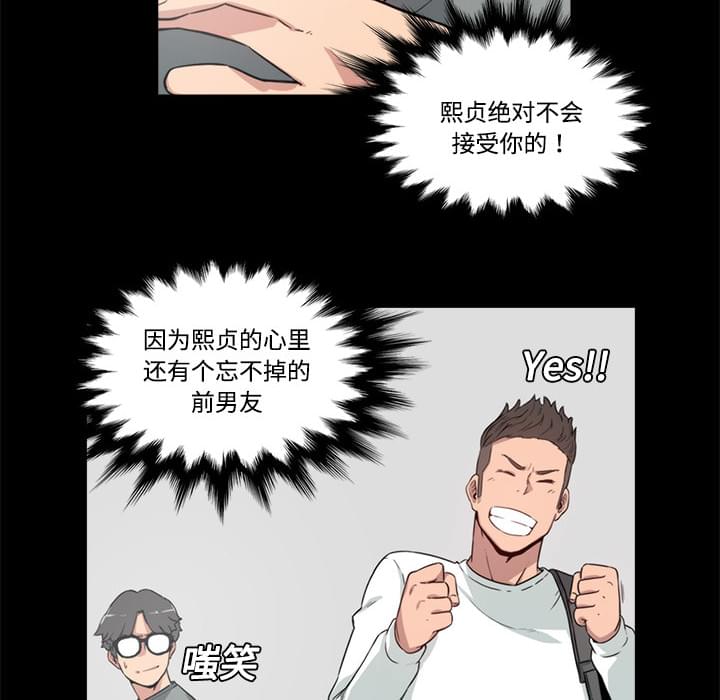 熙贞绝对不会
接受你的！
因为熙贞的心里
还有个忘不掉的
前男友
Yes!!
嗤笑